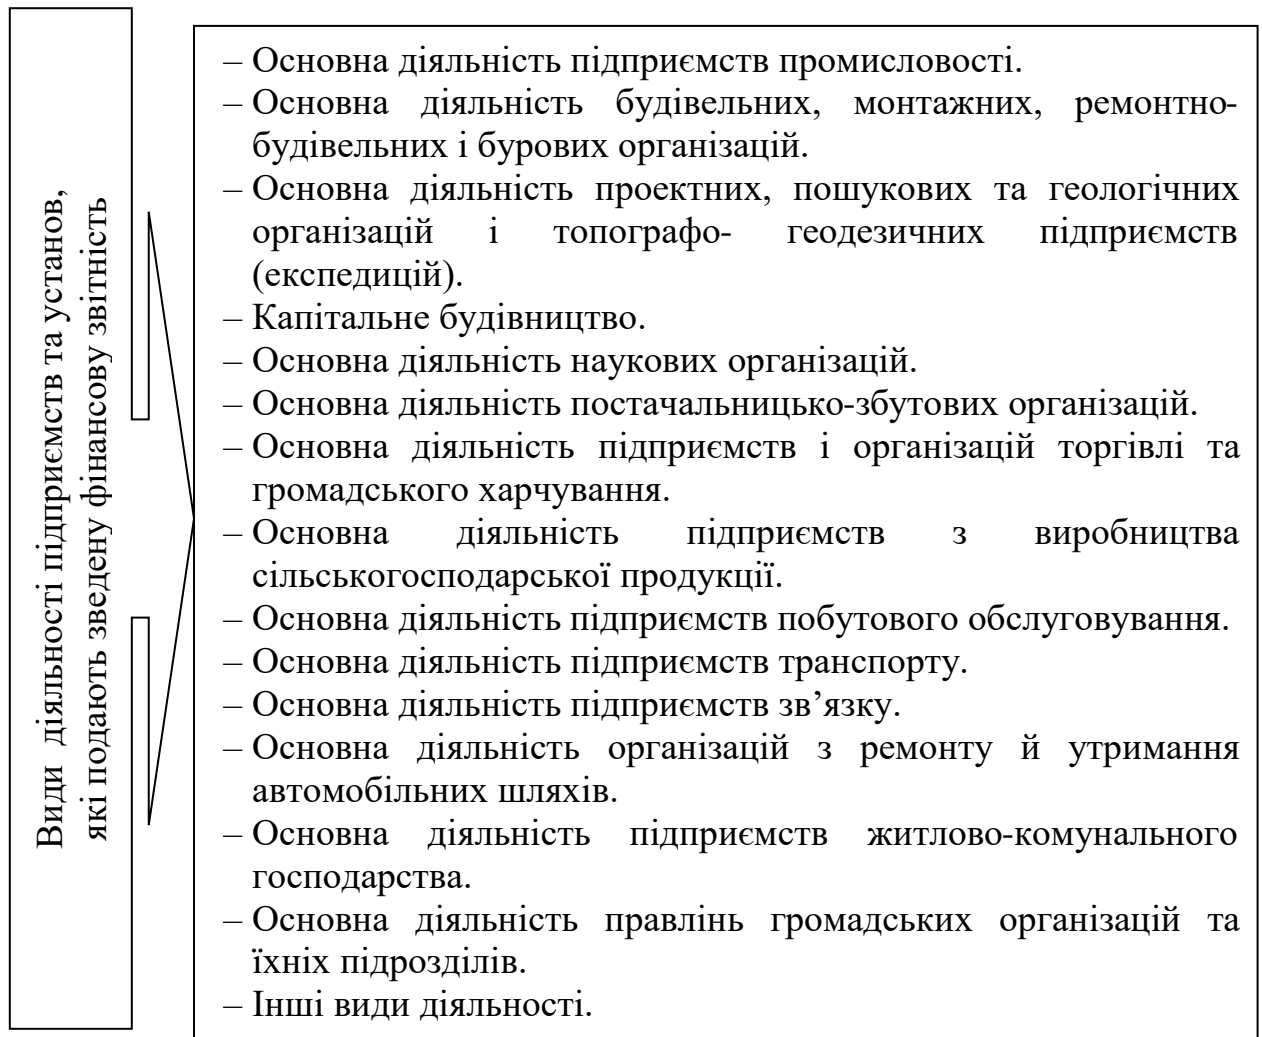 Види діяльності підприємств та установ,
які подають зведену фінансову звітність
– Основна діяльність підприємств промисловості.
– Основна діяльність будівельних, монтажних, ремонтно-
будівельних і бурових організацій.
– Основна діяльність проектних, пошукових та геологічних
організацій і топографо- геодезичних підприємств
(експедицій).
– Капітальне будівництво.
– Основна діяльність наукових організацій.
– Основна діяльність постачальницько-збутових організацій.
– Основна діяльність підприємств і організацій торгівлі та
громадського харчування.
– Основна діяльність підприємств з виробництва
сільськогосподарської продукції.
– Основна діяльність підприємств побутового обслуговування.
– Основна діяльність підприємств транспорту.
– Основна діяльність підприємств зв’язку.
– Основна діяльність організацій з ремонту й утримання
автомобільних шляхів.
– Основна діяльність підприємств житлово-комунального
господарства.
– Основна діяльність правлінь громадських організацій та
їхніх підрозділів.
– Інші види діяльності.